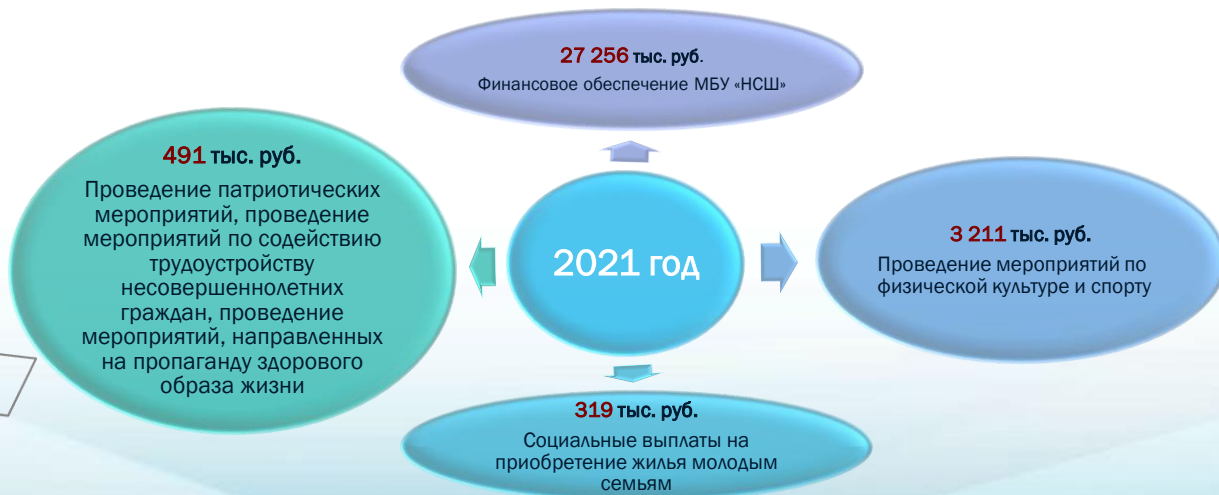 27 256 тыс. руб.
Финансовое обеспечение МБУ «НСШ»
491 тыс. руб.
Проведение патриотических
мероприятий, проведение
мероприятий по содействию
трудоустройству
несовершеннолетних
граждан, проведение
мероприятий, направленных
на пропаганду здорового
образа жизни
2021 год
3 211 тыс. руб.
Проведение мероприятий по
физической культуре и спорту
319 тыс. руб.
Социальные выплаты на
приобретение жилья молодым
семьям